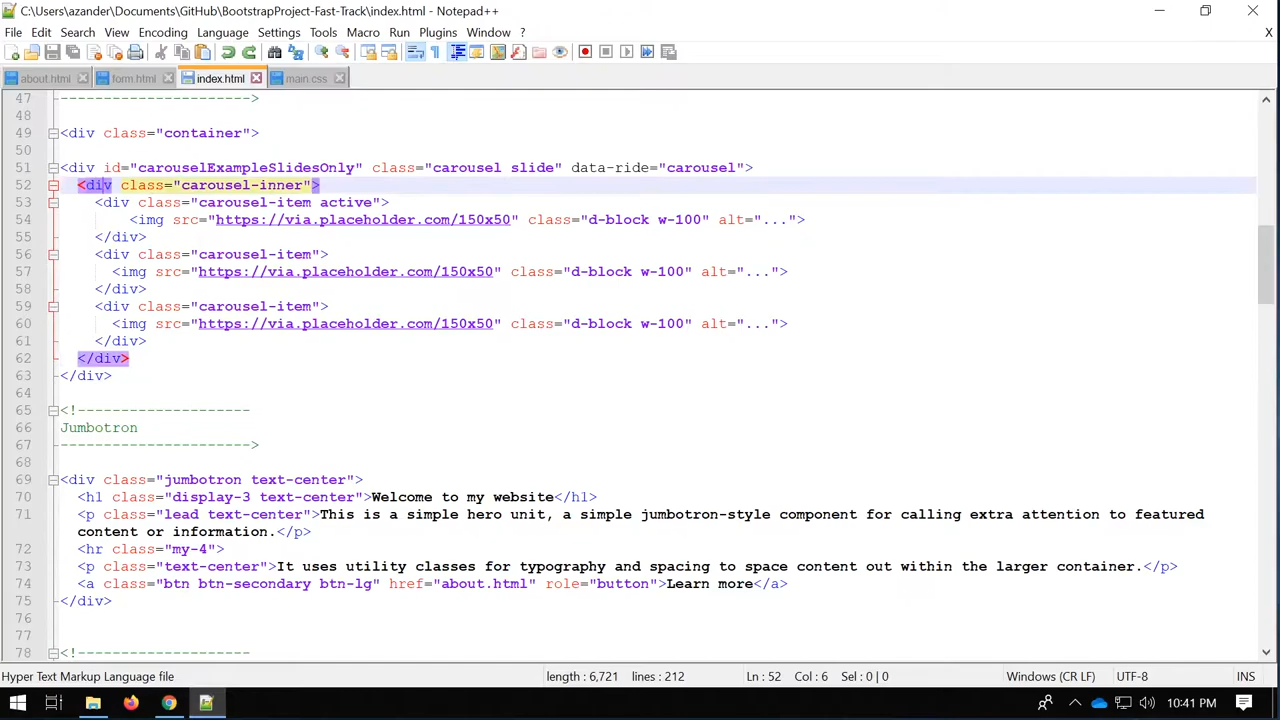 C:\Users\azander\Documents\GitHub\BootstrapProject-Fast-Track\index.html - Notepad++
File Edit Search View Encoding Language Settings Tools Macro Run Plugins Window ? X
about.html form.html index.html main.css
47 ---------------------->
48
49 <div class="container">
50
51 <div id="carouselExampleSlidesOnly" class="carousel slide" data-ride="carousel">
52 <div class="carousel-inner">
53 <div class="carousel-item active">
54 <img src="https://via.placeholder.com/150x50" class="d-block w-100" alt="...">
55 </div>
56 <div class="carousel-item">
57 <img src="https://via.placeholder.com/150x50" class="d-block w-100" alt="...">
58 </div>
59 <div class="carousel-item">
60 <img src="https://via.placeholder.com/150x50" class="d-block w-100" alt="...">
61 </div>
62 </div>
63 </div>
64
65 <!--------------------
66 Jumbotron
67 ---------------------->
68
69 <div class="jumbotron text-center">
70 <h1 class="display-3 text-center">Welcome to my website</h1>
71 <p class="lead text-center">This is a simple hero unit, a simple jumbotron-style component for calling extra attention to featured
content or information.</p>
72 <hr class="my-4">
73 <p class="text-center">It uses utility classes for typography and spacing to space content out within the larger container.</p>
74 <a class="btn btn-secondary btn-lg" href="about.html" role="button">Learn more</a>
75 </div>
76
77
78 <!--------------------
Hyper Text Markup Language file length : 6,721 lines : 212 Ln : 52 Col : 6 Sel : 0 | 0 Windows (CR LF) UTF-8 INS
10:41 PM